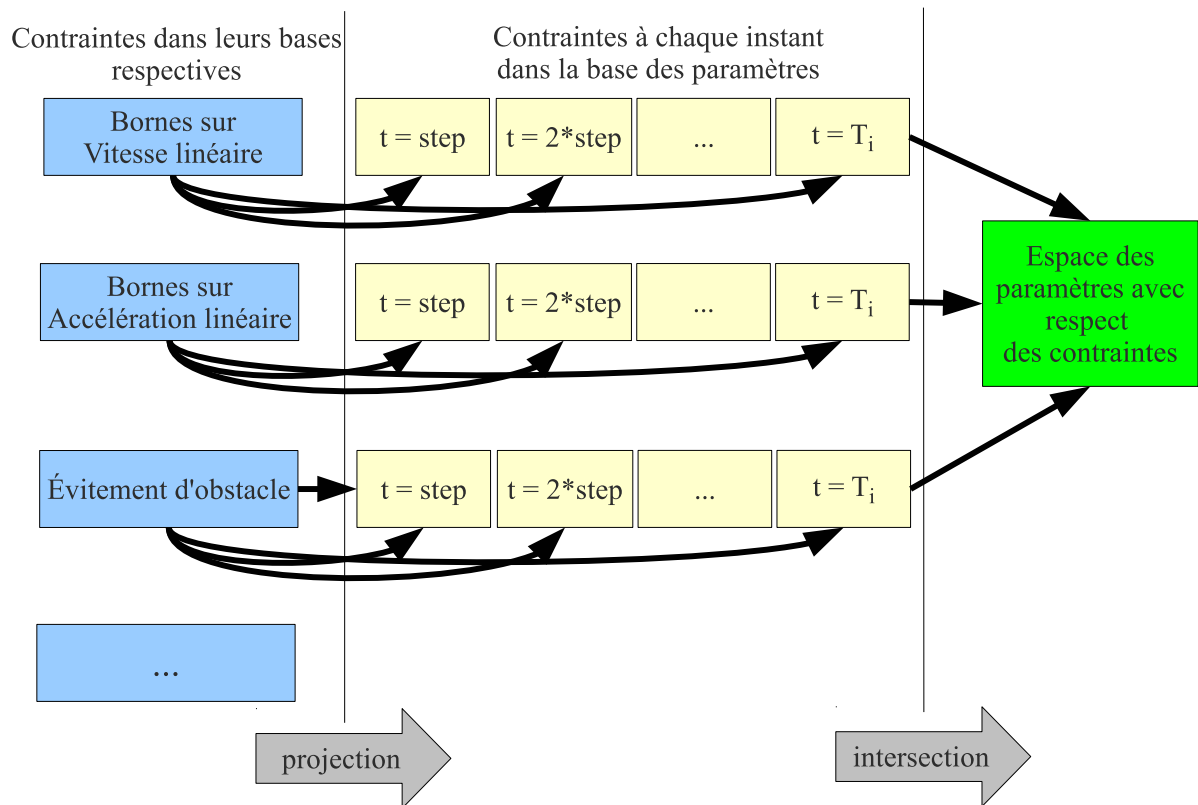 Contraintes dans leurs bases
respectives
Contraintes à chaque instant
dans la base des paramètres
Bornes sur
Vitesse linéaire
t = step
t = 2*step
...
t = Ti
Bornes sur
Accélération linéaire
t = step
t = 2*step
...
t = Ti
Espace des
paramètres avec
respect
des contraintes
Évitement d'obstacle
t = step
t = 2*step
...
t = Ti
...
projection
intersection